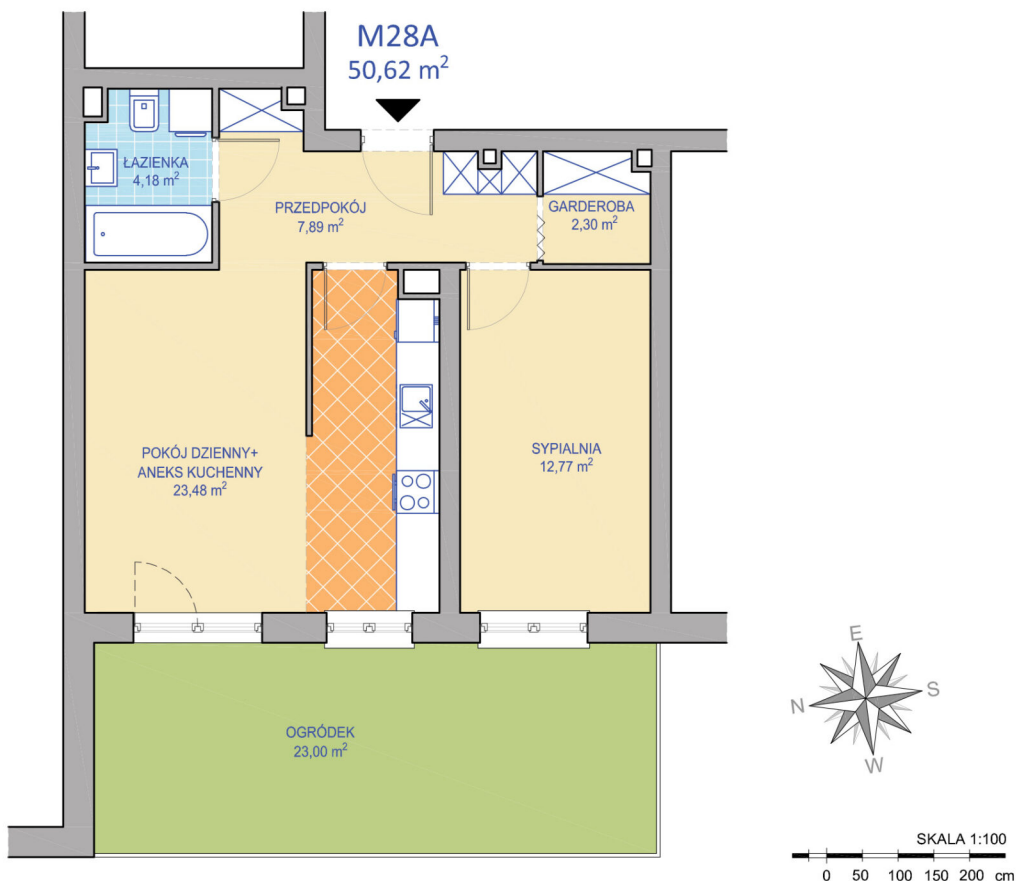 M28A
50,62 m²
ŁAZIENKA
4,18 m²
PRZEDPOKÓJ
7,89 m²
GARDEROBA
2,30 m²
POKÓJ DZIENNY+
ANEKS KUCHENNY
23,48 m²
SYPIALNIA
12,77 m²
OGRÓDEK
23,00 m²
E
N
S
W
SKALA 1:100
0 50 100 150 200 cm